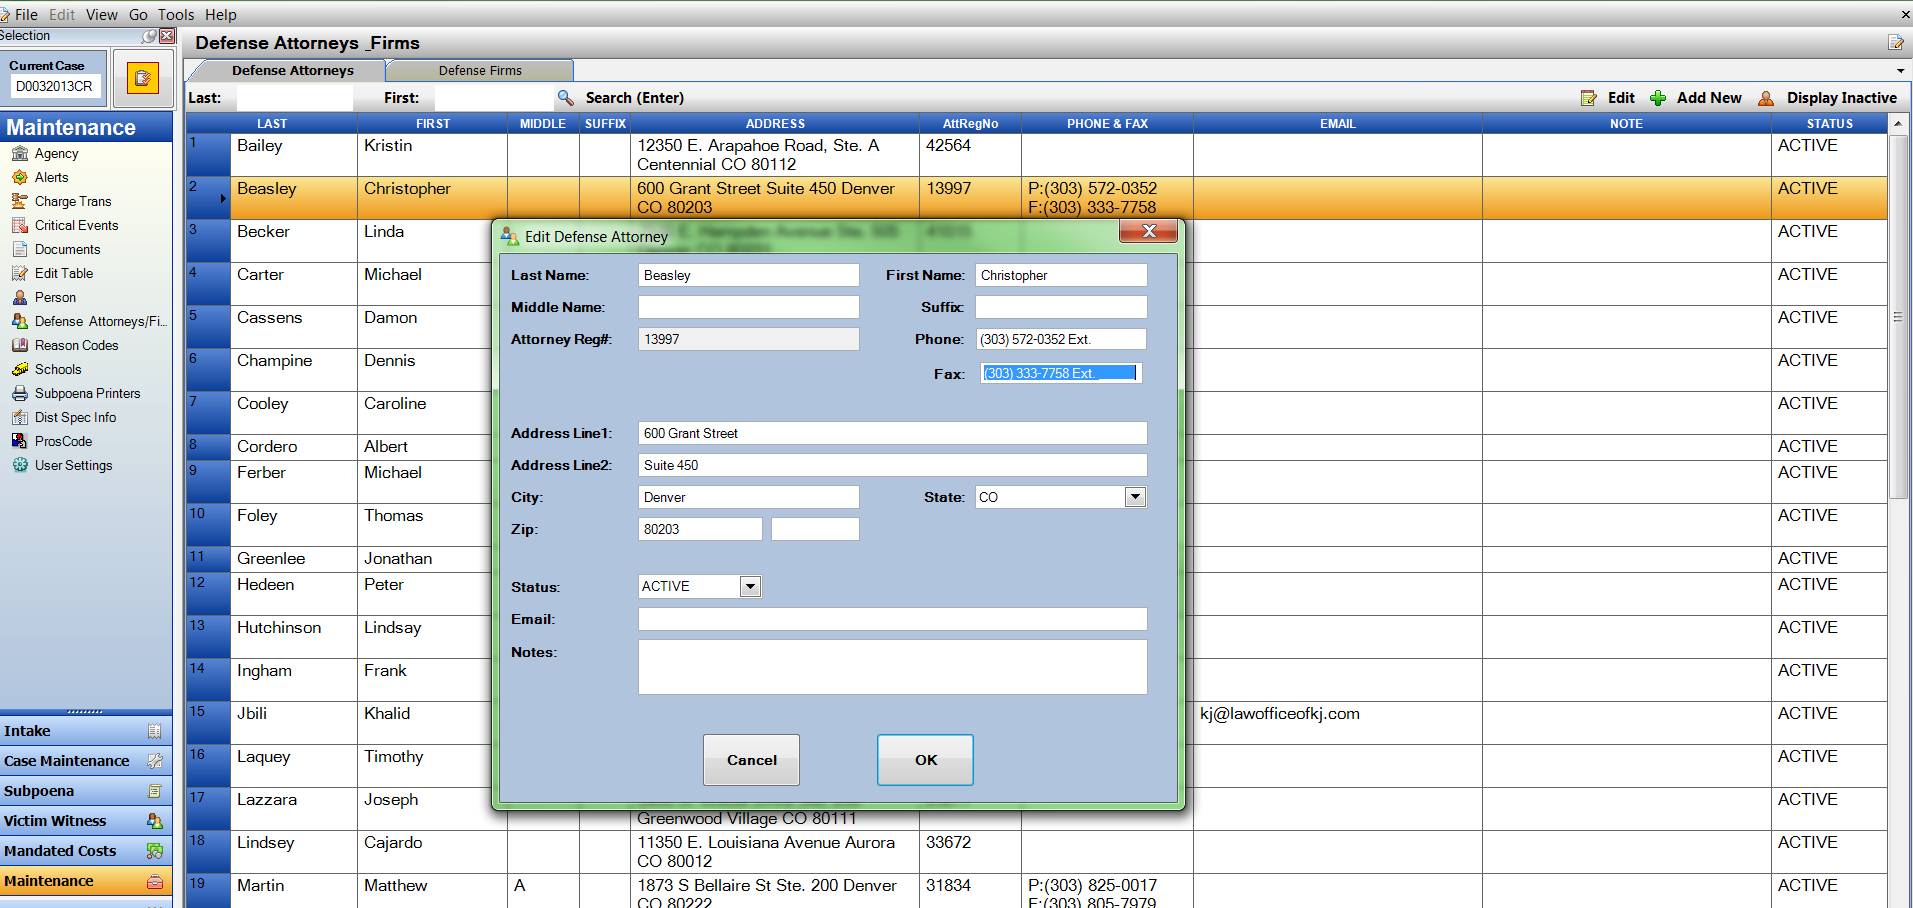 File Edit View Go Tools Help
Selection
Current Case
D0032013CR
Maintenance
Agency
Alerts
Charge Trans
Critical Events
Documents
Edit Table
Person
Defense Attorneys/Fi...
Reason Codes
Schools
Subpoena Printers
Dist Spec Info
ProsCode
User Settings
Intake
Case Maintenance
Subpoena
Victim Witness
Mandated Costs
Maintenance
Defense Attorneys _Firms
Defense Attorneys Defense Firms
Last: First: Search (Enter) Edit Add New Display Inactive
LAST FIRST MIDDLE SUFFIX ADDRESS AttRegNo PHONE & FAX EMAIL NOTE STATUS
1 Bailey Kristin 12350 E. Arapahoe Road, Ste. A 42564 ACTIVE
Centennial CO 80112
2 Beasley Christopher 600 Grant Street Suite 450 Denver 13997 P:(303) 572-0352 ACTIVE
CO 80203 F:(303) 333-7758
3 Becker Linda ACTIVE
4 Carter Michael ACTIVE
5 Cassens Damon ACTIVE
6 Champine Dennis ACTIVE
7 Cooley Caroline ACTIVE
8 Cordero Albert ACTIVE
9 Ferber Michael ACTIVE
10 Foley Thomas ACTIVE
11 Greenlee Jonathan ACTIVE
12 Hedeen Peter ACTIVE
13 Hutchinson Lindsay ACTIVE
14 Ingham Frank ACTIVE
15 Jbili Khalid kj@lawofficeofkj.com ACTIVE
16 Laquey Timothy ACTIVE
17 Lazzara Joseph ACTIVE
Greenwood Village CO 80111
18 Lindsey Cajardo 11350 E. Louisiana Avenue Aurora 33672 ACTIVE
CO 80012
19 Martin Matthew A 1873 S Bellaire St Ste. 200 Denver 31834 P:(303) 825-0017 ACTIVE
CO 80222 F:(303) 805-7979
Edit Defense Attorney
Last Name: Beasley First Name: Christopher
Middle Name: Suffix:
Attorney Reg#: 13997 Phone: (303) 572-0352 Ext.
Fax: (303) 333-7758 Ext.
Address Line1: 600 Grant Street
Address Line2: Suite 450
City: Denver State: CO
Zip: 80203
Status: ACTIVE
Email:
Notes:
Cancel OK